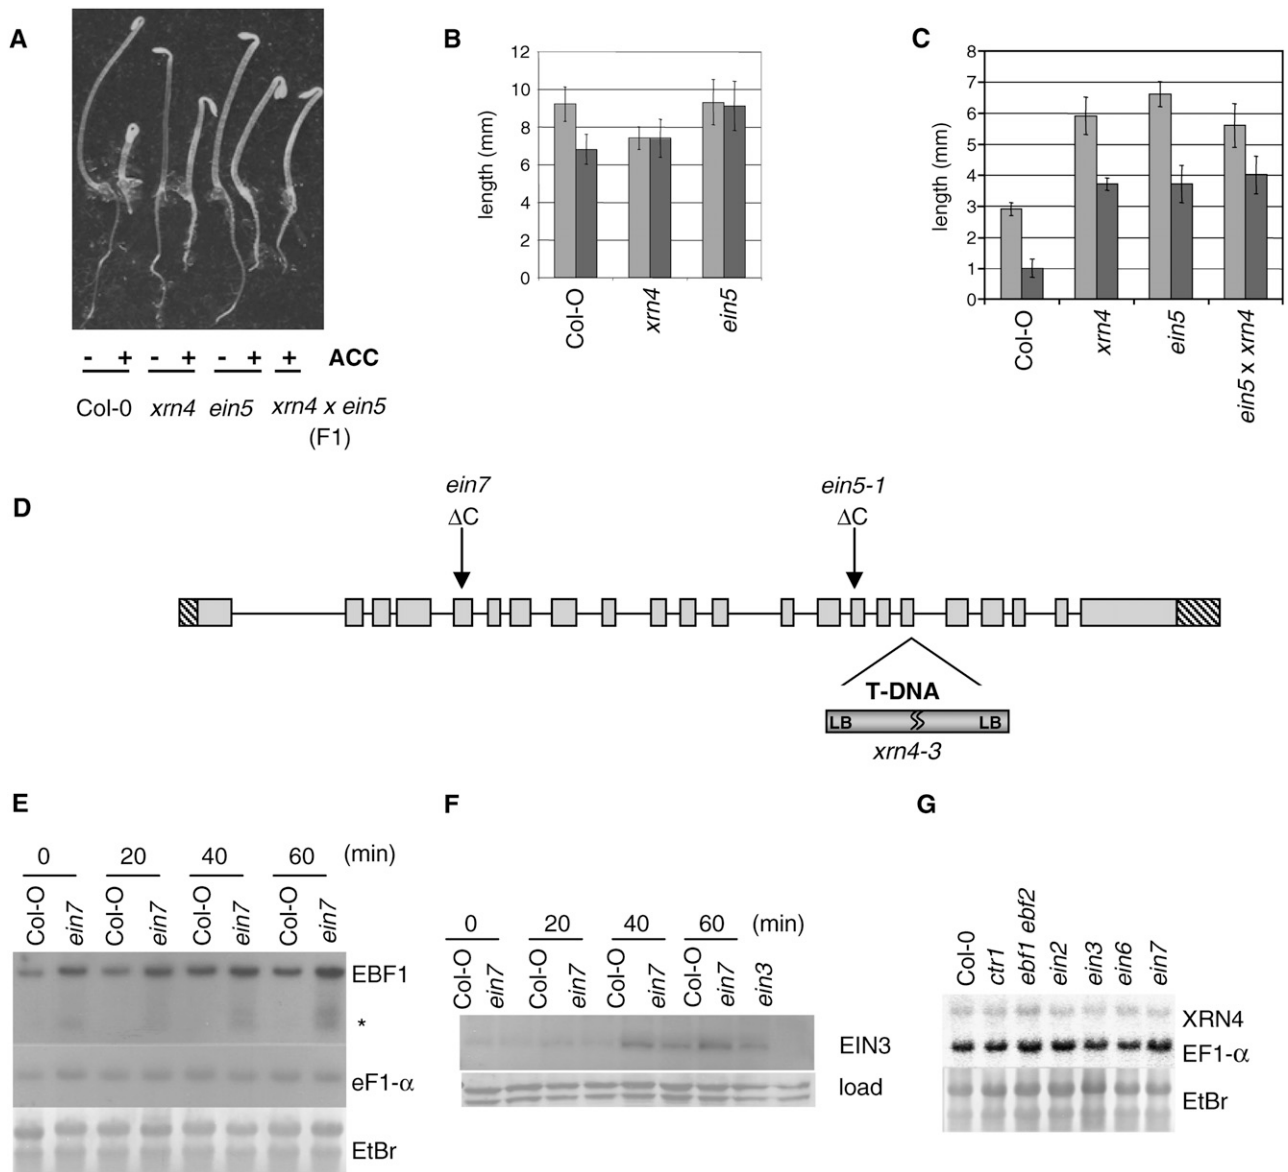 A
- + - + - + + ACC
Col-0 xrn4 ein5 xrn4 x ein5
(F1)
B
12
10
8
6
4
2
0
length (mm)
Col-O
xrn4
ein5
C
8
7
6
5
4
3
2
1
0
length (mm)
Col-O
xrn4
ein5
ein5 x xrn4
D
ein7
ΔC
ein5-1
ΔC
T-DNA
LB LB
xrn4-3
E
0 20 40 60 (min)
Col-O ein7 Col-O ein7 Col-O ein7 Col-O ein7
EBF1
*
eF1-α
EtBr
F
0 20 40 60 (min)
Col-O ein7 Col-O ein7 Col-O ein7 Col-O ein7 ein3
EIN3
load
G
Col-0 ctr1 ebf1 ebf2 ein2 ein3 ein6 ein7
XRN4
EF1-α
EtBr